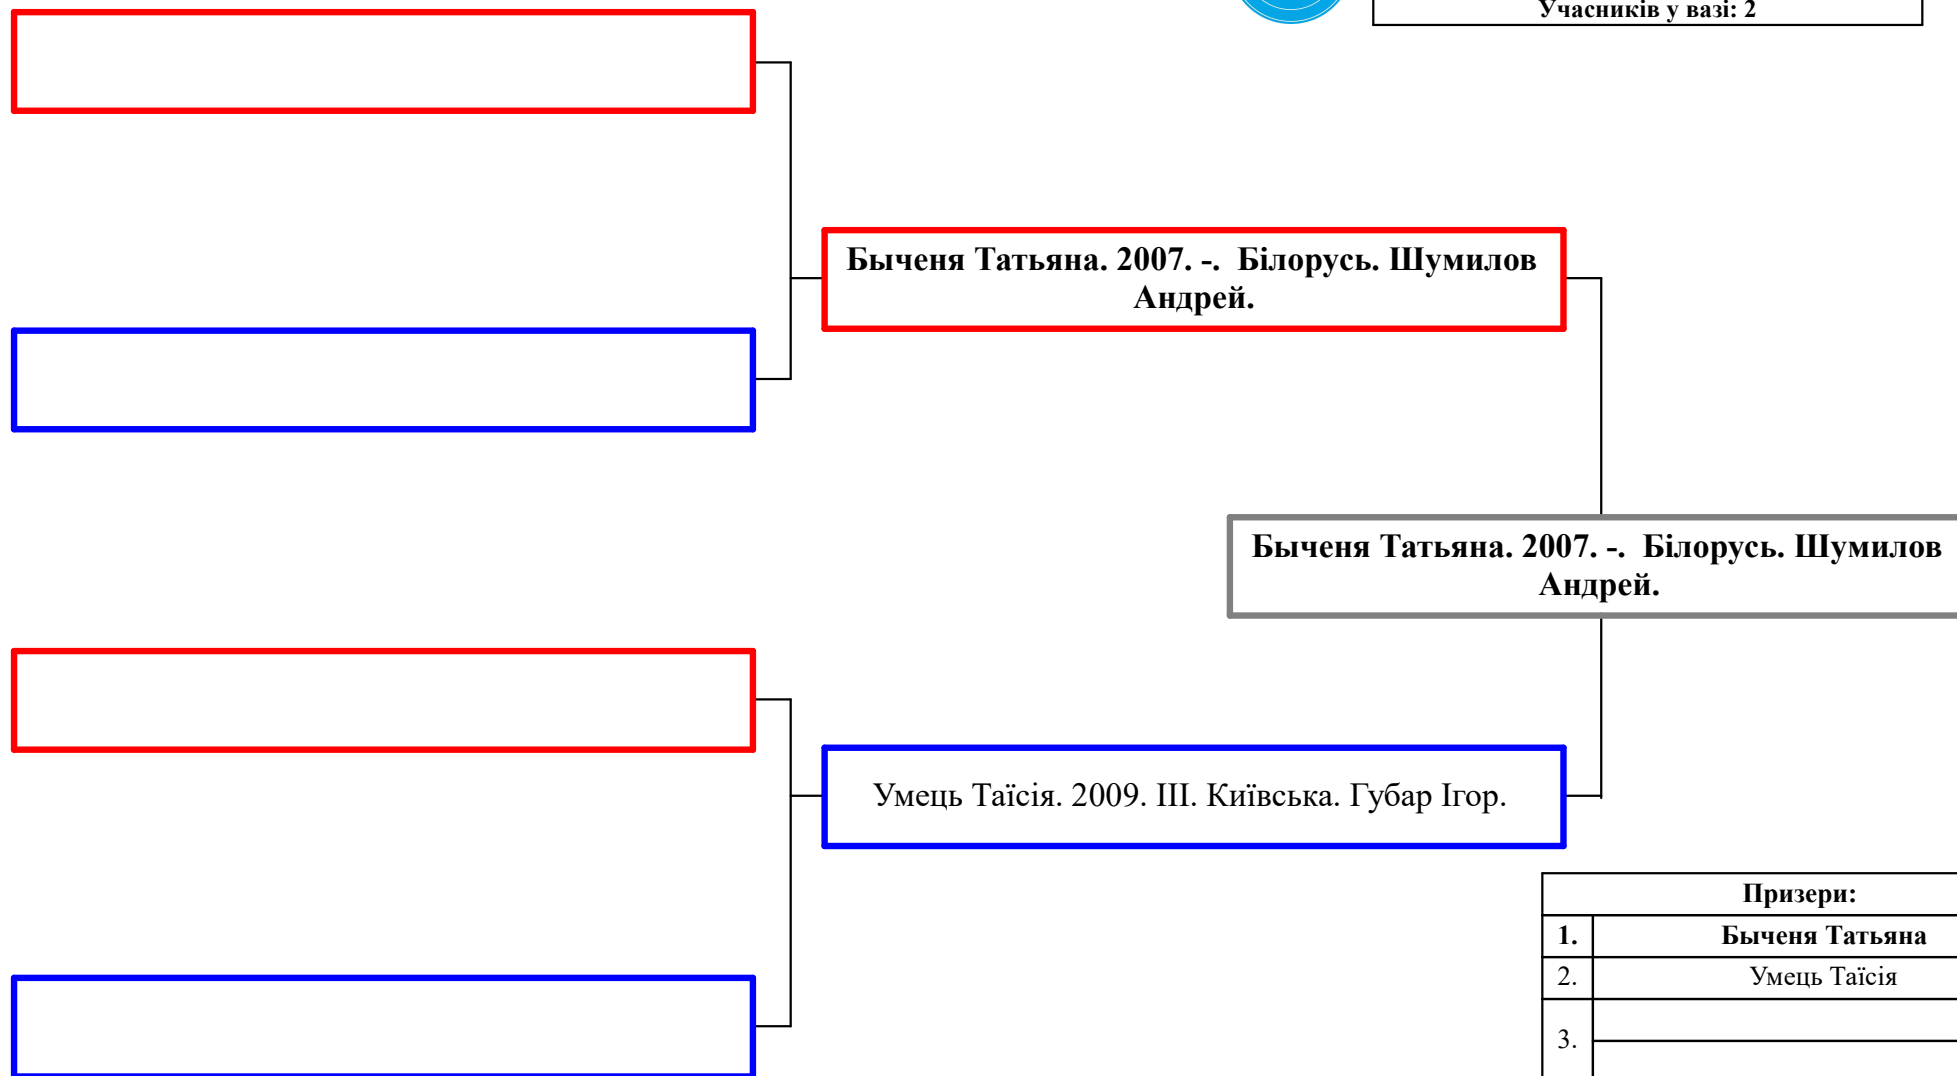 Учасників у вазі: 2
Быченя Татьяна. 2007. -. Білорусь. Шумилов
Андрей.
Быченя Татьяна. 2007. -. Білорусь. Шумилов
Андрей.
Умець Таїсія. 2009. III. Київська. Губар Ігор.
Призери:
1. Быченя Татьяна
2. Умець Таїсія
3.